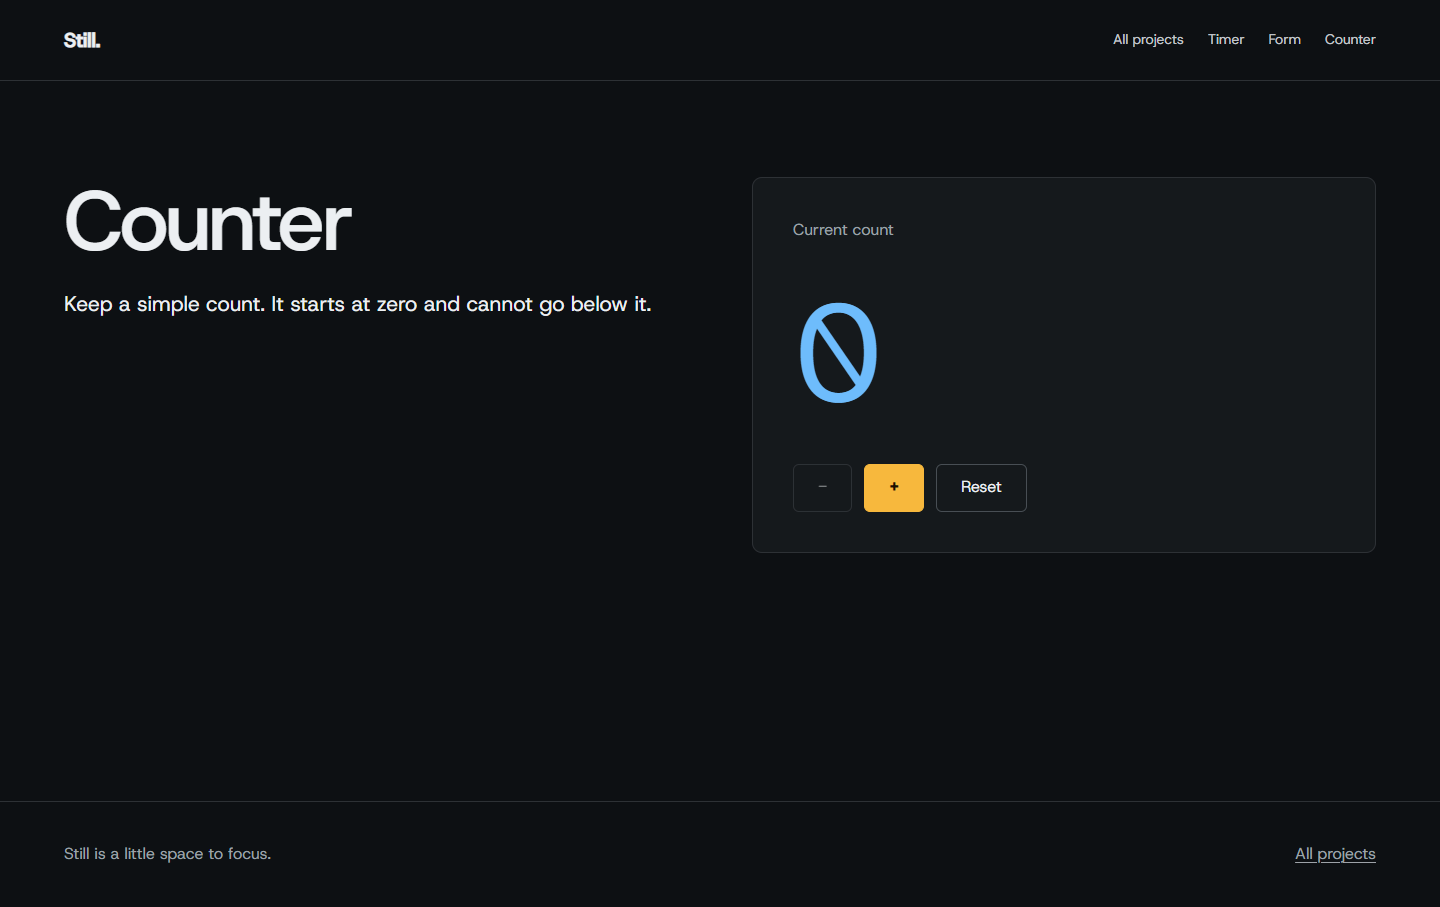 Still.
All projects Timer Form Counter
Counter
Keep a simple count. It starts at zero and cannot go below it.
Current count
0
− + Reset
Still is a little space to focus.
All projects